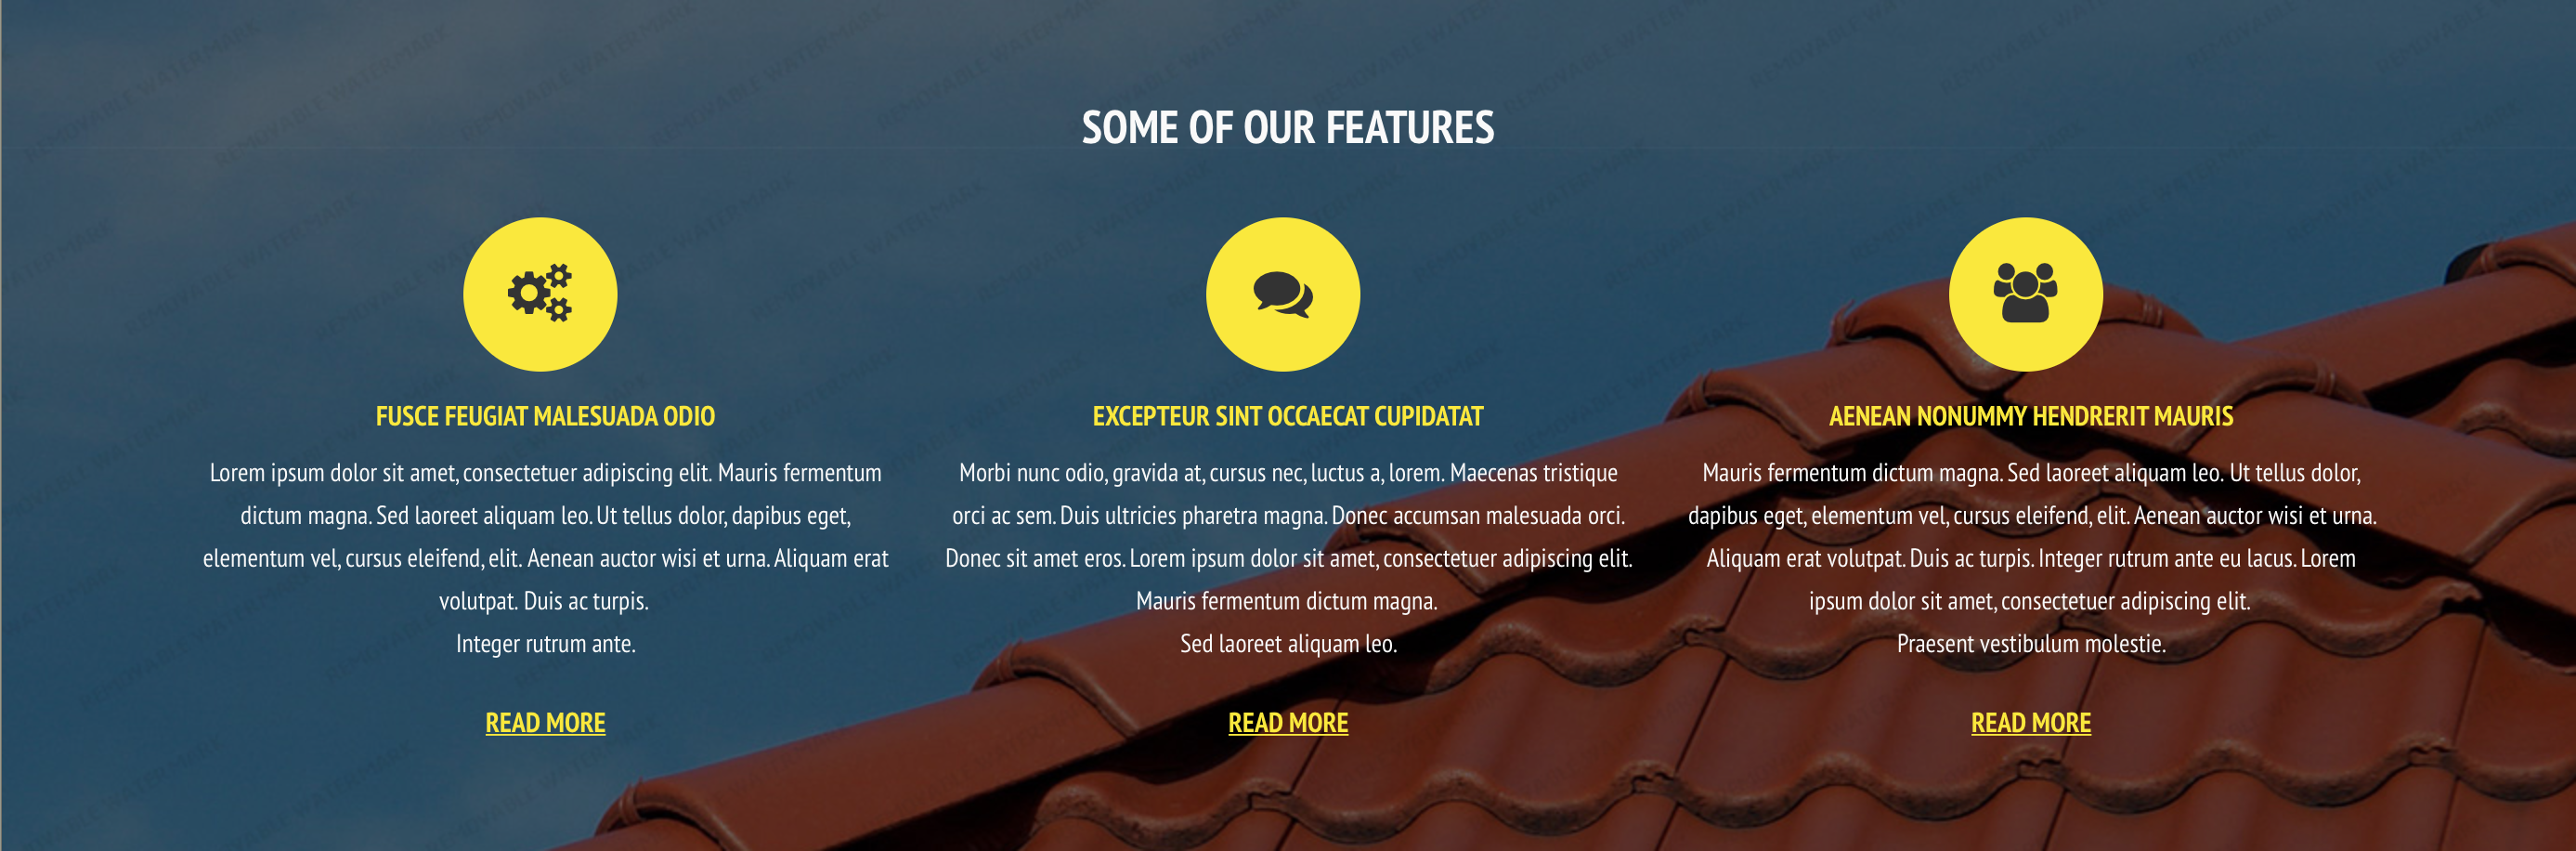 SOME OF OUR FEATURES
FUSCE FEUGIAT MALESUADA ODIO
Lorem ipsum dolor sit amet, consectetuer adipiscing elit. Mauris fermentum
dictum magna. Sed laoreet aliquam leo. Ut tellus dolor, dapibus eget,
elementum vel, cursus eleifend, elit. Aenean auctor wisi et urna. Aliquam erat
volutpat. Duis ac turpis.
Integer rutrum ante.
READ MORE
EXCEPTEUR SINT OCCAECAT CUPIDATAT
Morbi nunc odio, gravida at, cursus nec, luctus a, lorem. Maecenas tristique
orci ac sem. Duis ultricies pharetra magna. Donec accumsan malesuada orci.
Donec sit amet eros. Lorem ipsum dolor sit amet, consectetuer adipiscing elit.
Mauris fermentum dictum magna.
Sed laoreet aliquam leo.
READ MORE
AENEAN NONUMMY HENDRERIT MAURIS
Mauris fermentum dictum magna. Sed laoreet aliquam leo. Ut tellus dolor,
dapibus eget, elementum vel, cursus eleifend, elit. Aenean auctor wisi et urna.
Aliquam erat volutpat. Duis ac turpis. Integer rutrum ante eu lacus. Lorem
ipsum dolor sit amet, consectetuer adipiscing elit.
Praesent vestibulum molestie.
READ MORE
REMOVABLE WATERMARK